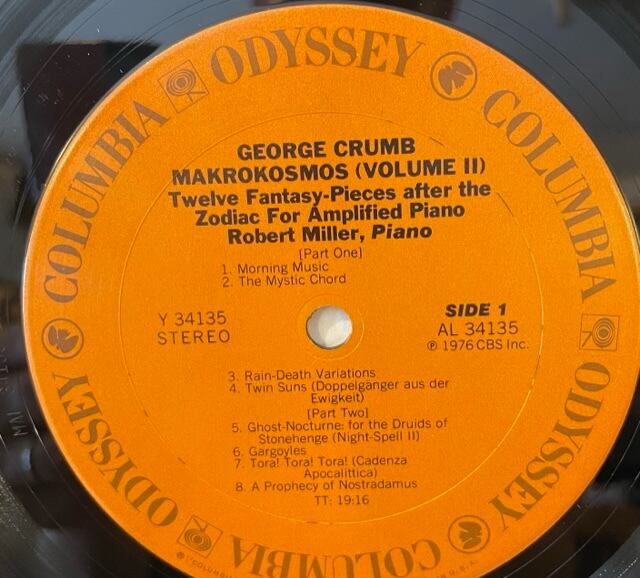 COLUMBIA ODYSSEY COLUMBIA ODYSSEY COLUMBIA ODYSSEY
GEORGE CRUMB
MAKROKOSMOS (VOLUME II)
Twelve Fantasy-Pieces after the
Zodiac For Amplified Piano
Robert Miller, Piano
[Part One]
1. Morning Music
2. The Mystic Chord
Y 34135
STEREO
SIDE 1
AL 34135
℗ 1976 CBS Inc.
3. Rain-Death Variations
4. Twin Suns (Doppelgänger aus der
Ewigkeit)
[Part Two]
5. Ghost-Nocturne: for the Druids of
Stonehenge (Night-Spell II)
6. Gargoyles
7. Tora! Tora! Tora! (Cadenza
Apocalittica)
8. A Prophecy of Nostradamus
TT: 19:16